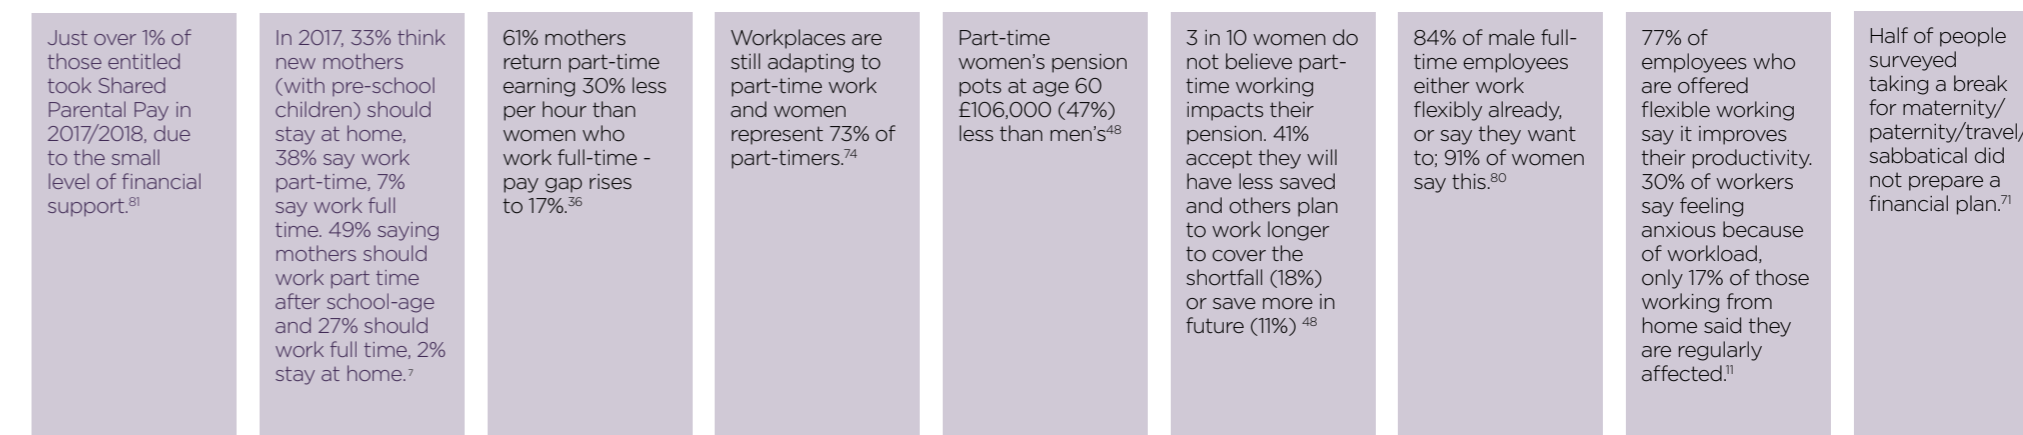 Just over 1% of
those entitled
took Shared
Parental Pay in
2017/2018, due
to the small
level of financial
support.81
In 2017, 33% think
new mothers
(with pre-school
children) should
stay at home,
38% say work
part-time, 7%
say work full
time. 49% saying
mothers should
work part time
after school-age
and 27% should
work full time, 2%
stay at home.7
61% mothers
return part-time
earning 30% less
per hour than
women who
work full-time -
pay gap rises
to 17%.36
Workplaces are
still adapting to
part-time work
and women
represent 73% of
part-timers.74
Part-time
women's pension
pots at age 60
£106,000 (47%)
less than men's48
3 in 10 women do
not believe part-
time working
impacts their
pension. 41%
accept they will
have less saved
and others plan
to work longer
to cover the
shortfall (18%)
or save more in
future (11%) 48
84% of male full-
time employees
either work
flexibly already,
or say they want
to; 91% of women
say this.80
77% of
employees who
are offered
flexible working
say it improves
their productivity.
30% of workers
say feeling
anxious because
of workload,
only 17% of those
working from
home said they
are regularly
affected.11
Half of people
surveyed
taking a break
for maternity/
paternity/travel/
sabbatical did
not prepare a
financial plan.71